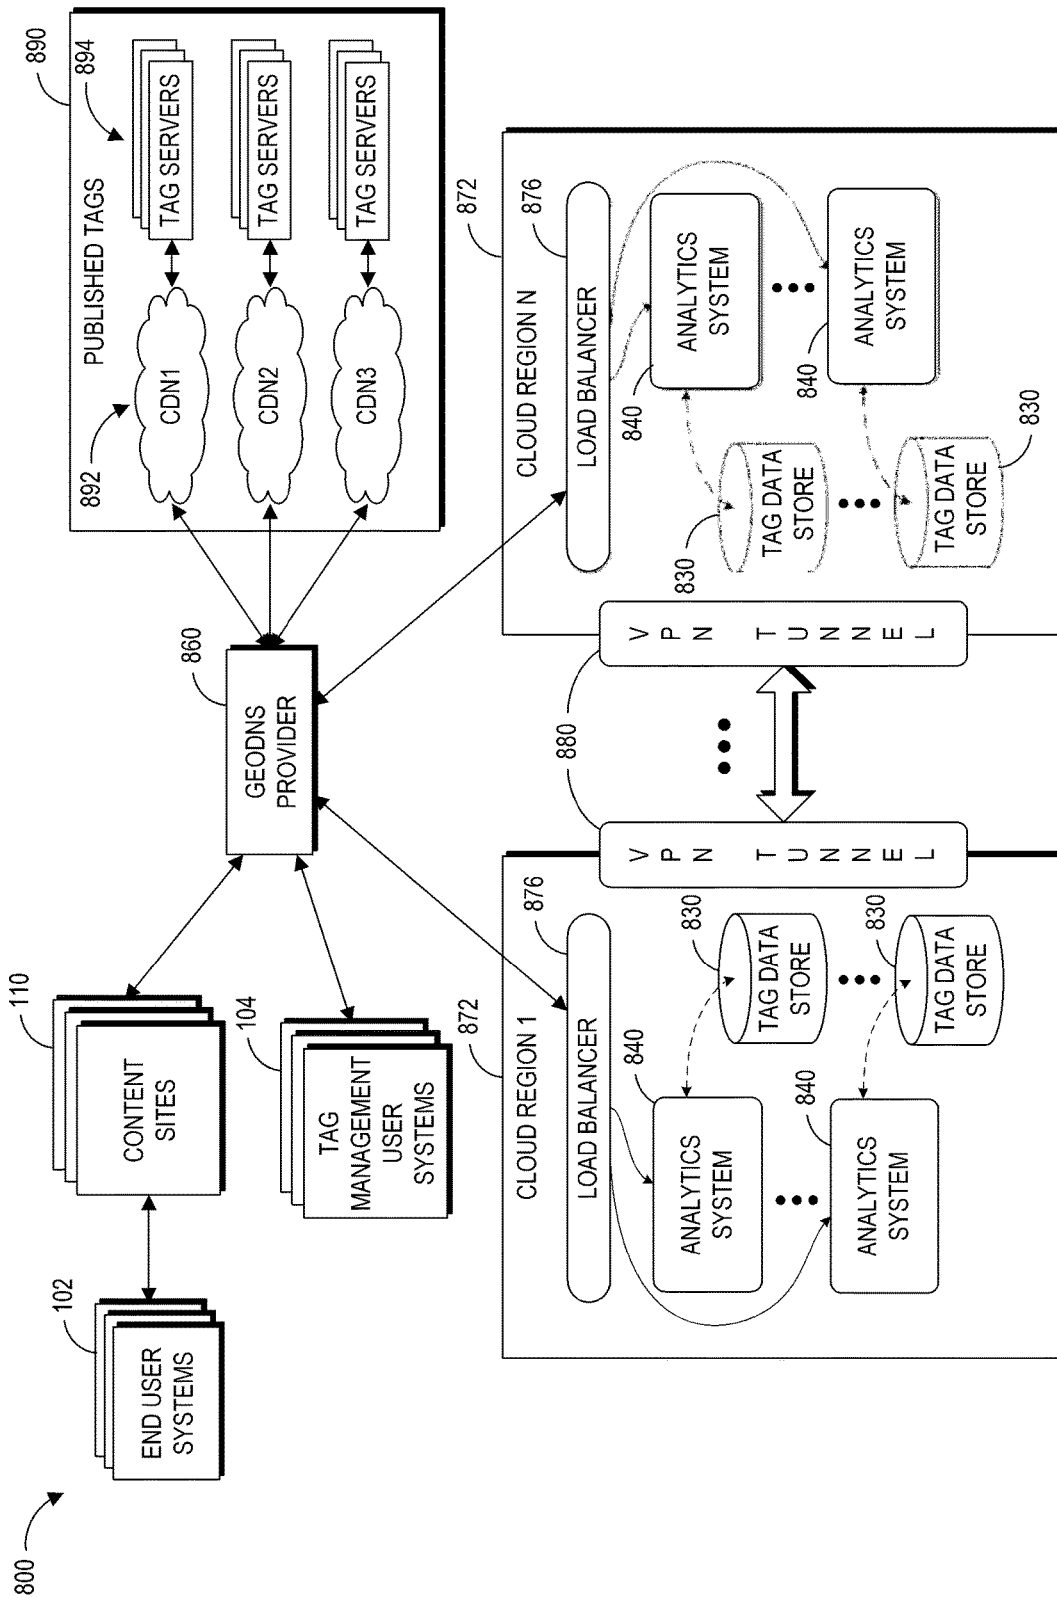 800
102
END USER
SYSTEMS
110
CONTENT
SITES
104
TAG
MANAGEMENT
USER
SYSTEMS
860
GEODNS
PROVIDER
890
PUBLISHED TAGS
892
894
CDN1
TAG SERVERS
CDN2
TAG SERVERS
CDN3
TAG SERVERS
872
CLOUD REGION 1
876
LOAD BALANCER
840
ANALYTICS
SYSTEM
830
TAG DATA
STORE
840
ANALYTICS
SYSTEM
830
TAG DATA
STORE
VPN TUNNEL
880
VPN TUNNEL
872
CLOUD REGION N
876
LOAD BALANCER
830
TAG DATA
STORE
840
ANALYTICS
SYSTEM
830
TAG DATA
STORE
840
ANALYTICS
SYSTEM